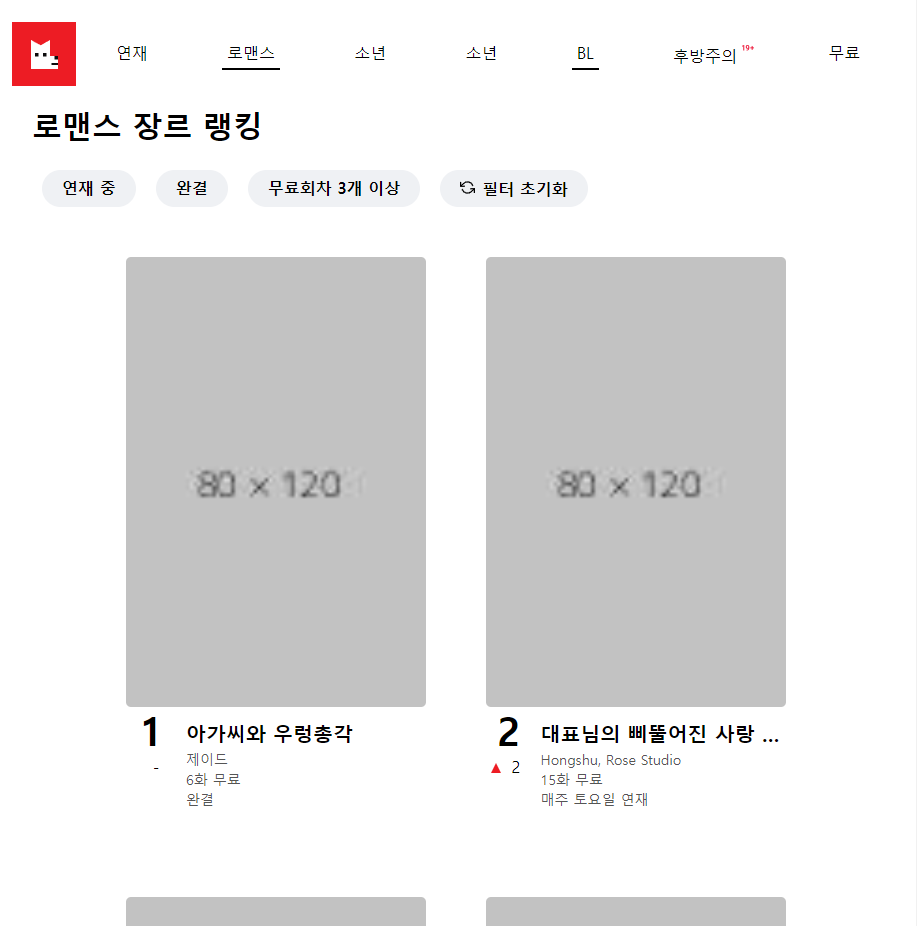 연재 로맨스 소년 소년 BL 후방주의 19+ 무료
로맨스 장르 랭킹
연재 중 완결 무료회차 3개 이상 필터 초기화
80 × 120 80 × 120
1 아가씨와 우렁총각
- 제이드
6화 무료
완결
2 대표님의 삐뚤어진 사랑 ...
▲ 2 Hongshu, Rose Studio
15화 무료
매주 토요일 연재